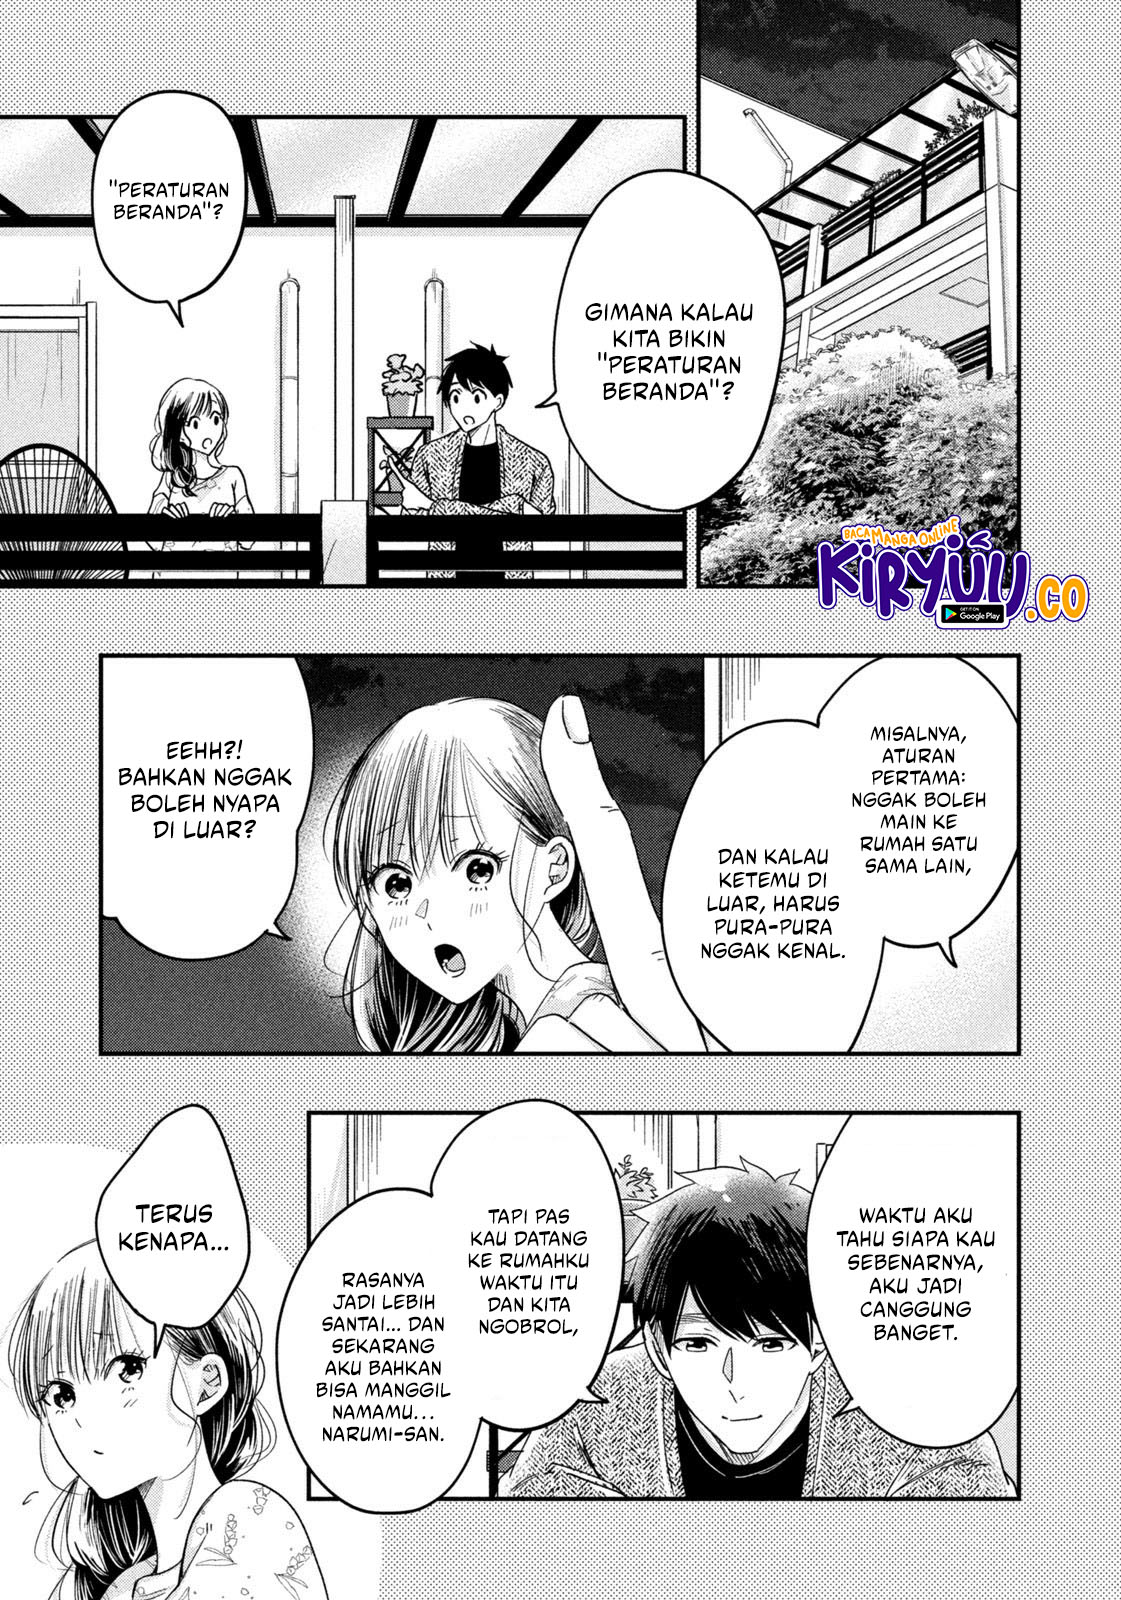 GIMANA KALAU
KITA BIKIN
"PERATURAN
BERANDA"?
"PERATURAN
BERANDA"?
BACA MANGA ONLINE
KIRYUU.CO
GET IT ON
Google Play
MISALNYA,
ATURAN
PERTAMA:
NGGAK BOLEH
MAIN KE
RUMAH SATU
SAMA LAIN,
DAN KALAU
KETEMU DI
LUAR, HARUS
PURA-PURA
NGGAK KENAL.
EEHH?!
BAHKAN NGGAK
BOLEH NYAPA
DI LUAR?
WAKTU AKU
TAHU SIAPA KAU
SEBENARNYA,
AKU JADI
CANGGUNG
BANGET.
TAPI PAS
KAU DATANG
KE RUMAHKU
WAKTU ITU
DAN KITA
NGOBROL,
RASANYA
JADI LEBIH
SANTAI... DAN
SEKARANG
AKU BAHKAN
BISA MANGGIL
NAMAMU...
NARUMI-SAN.
TERUS
KENAPA...